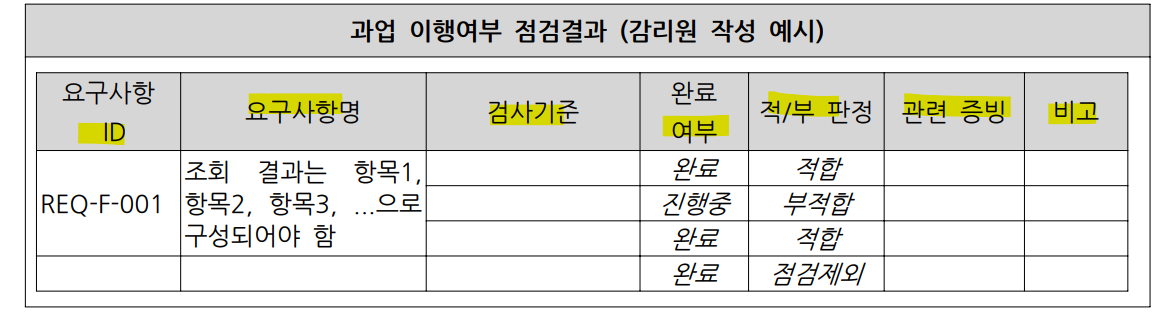 과업 이행여부 점검결과 (감리원 작성 예시)
요구사항 ID 요구사항명 검사기준 완료 여부 적/부 판정 관련 증빙 비고
REQ-F-001 조회 결과는 항목1, 항목2, 항목3, ...으로 구성되어야 함 완료 적합
진행중 부적합
완료 적합
완료 점검제외